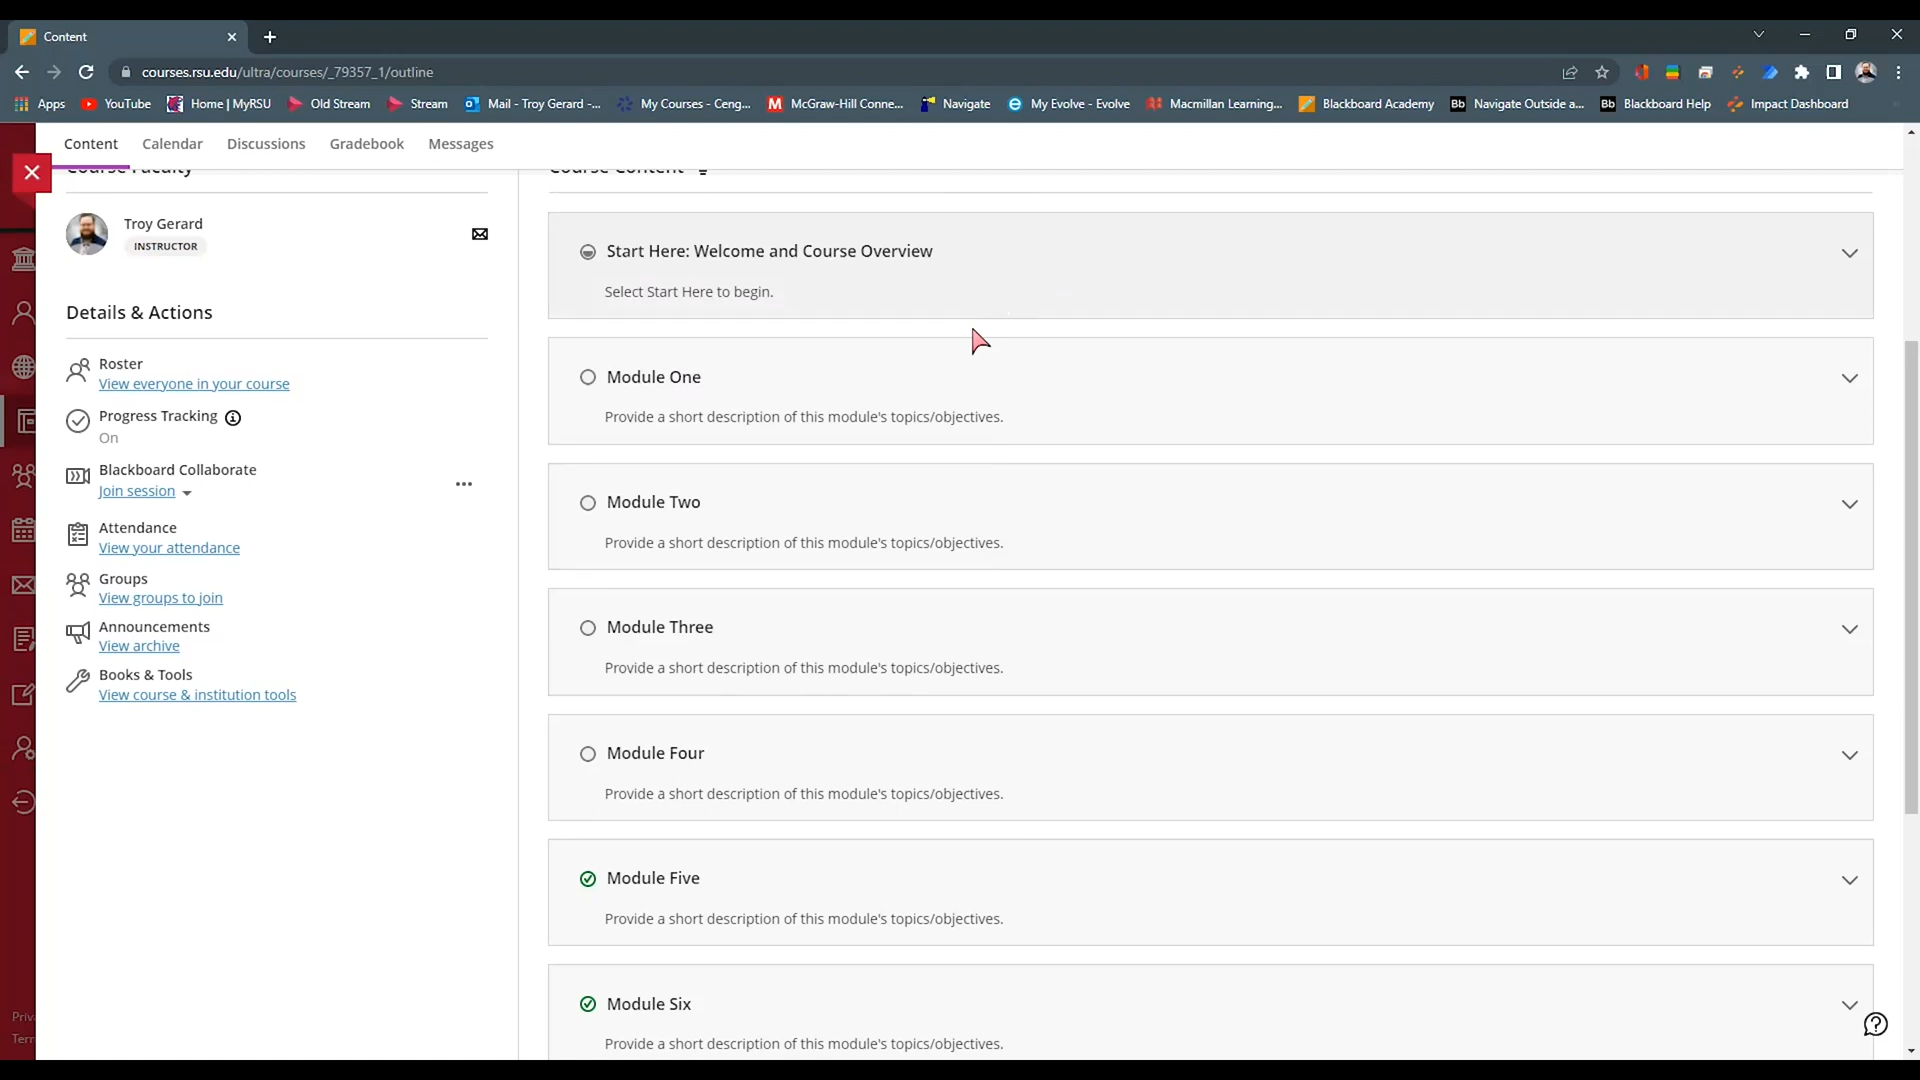 Content
courses.rsu.edu/ultra/courses/_79357_1/outline
Apps
YouTube
Home | MyRSU
Old Stream
Stream
Mail - Troy Gerard -...
My Courses - Ceng...
McGraw-Hill Conne...
Navigate
My Evolve - Evolve
Macmillan Learning...
Blackboard Academy
Bb Navigate Outside a...
Bb Blackboard Help
Impact Dashboard
Content
Calendar
Discussions
Gradebook
Messages
Course Faculty
Troy Gerard
INSTRUCTOR
Details & Actions
Roster
View everyone in your course
Progress Tracking
On
Blackboard Collaborate
Join session
Attendance
View your attendance
Groups
View groups to join
Announcements
View archive
Books & Tools
View course & institution tools
Course Content
Start Here: Welcome and Course Overview
Select Start Here to begin.
Module One
Provide a short description of this module's topics/objectives.
Module Two
Provide a short description of this module's topics/objectives.
Module Three
Provide a short description of this module's topics/objectives.
Module Four
Provide a short description of this module's topics/objectives.
Module Five
Provide a short description of this module's topics/objectives.
Module Six
Provide a short description of this module's topics/objectives.